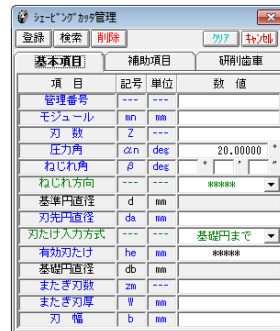 シェービングカッタ管理
登録 検索 削除 クリア キャンセル
基本項目 補助項目 研削歯車
項 目 記号 単位 数 値
管理番号 --- ---
モジュール mn mm
刃 数 Z ---
圧力角 αn deg 20.00000 °
ねじれ角 β deg ° ' "
ねじれ方向 --- --- *****
基準円直径 d mm
刃先円直径 da mm
刃たけ入力方式 --- --- 基礎円まで
有効刃たけ he mm *****
基礎円直径 db mm
またぎ刃数 zm ---
またぎ刃厚 W mm
刃 幅 b mm